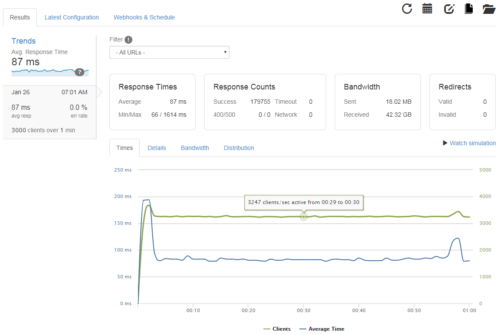 Results Latest Configuration Webhooks & Schedule
Trends
Avg. Response Time
87 ms
?
Jan 26 07:01 AM
87 ms 0.0 %
avg resp err rate
3000 clients over 1 min
Filter !
- All URLs -
Response Times
Average 87 ms
Min/Max 66 / 1614 ms
Response Counts
Success 179755 Timeout 0
400/500 0 / 0 Network 0
Bandwidth
Sent 18.02 MB
Received 42.32 GB
Redirects
Valid 0
Invalid 0
Times Details Bandwidth Distribution
Watch simulation
250 ms 5000
200 ms 4000
3247 clients/sec active from 00:29 to 00:30
150 ms 3000
100 ms 2000
50 ms 1000
0 ms 0
00:10 00:20 00:30 00:40 00:50 01:00
Clients Average Time